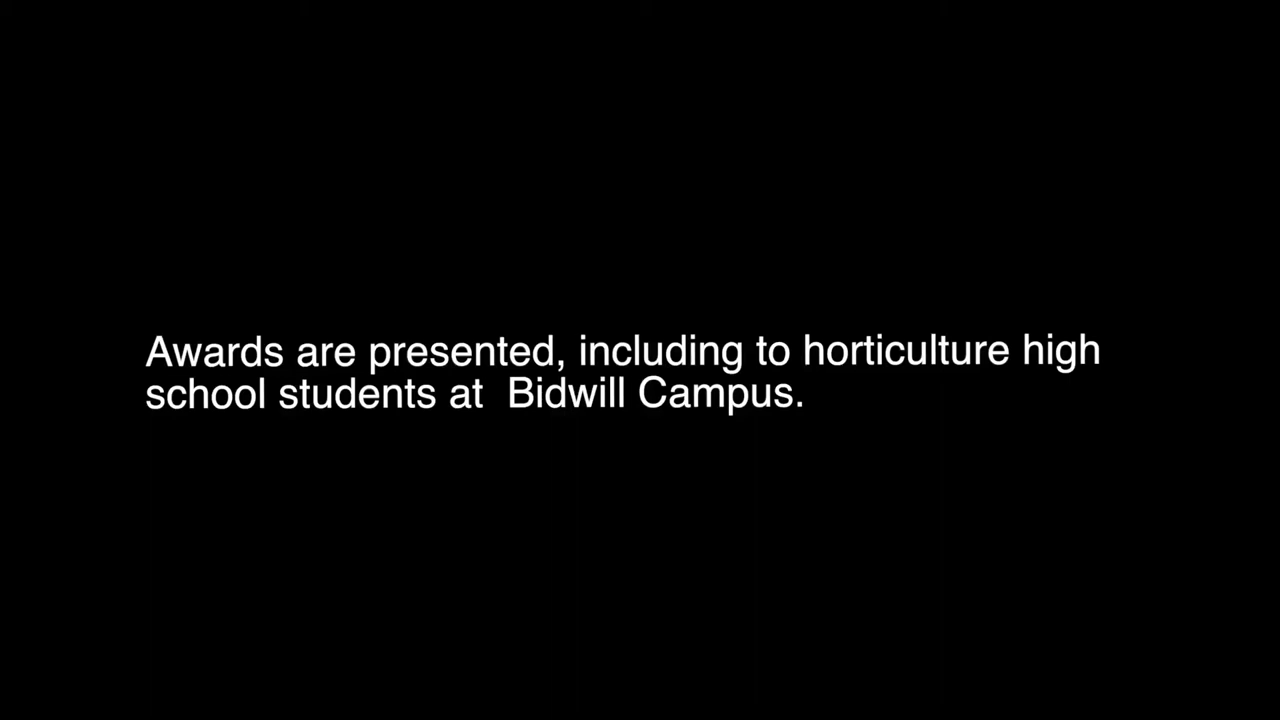 Awards are presented, including to horticulture high
school students at  Bidwill Campus.